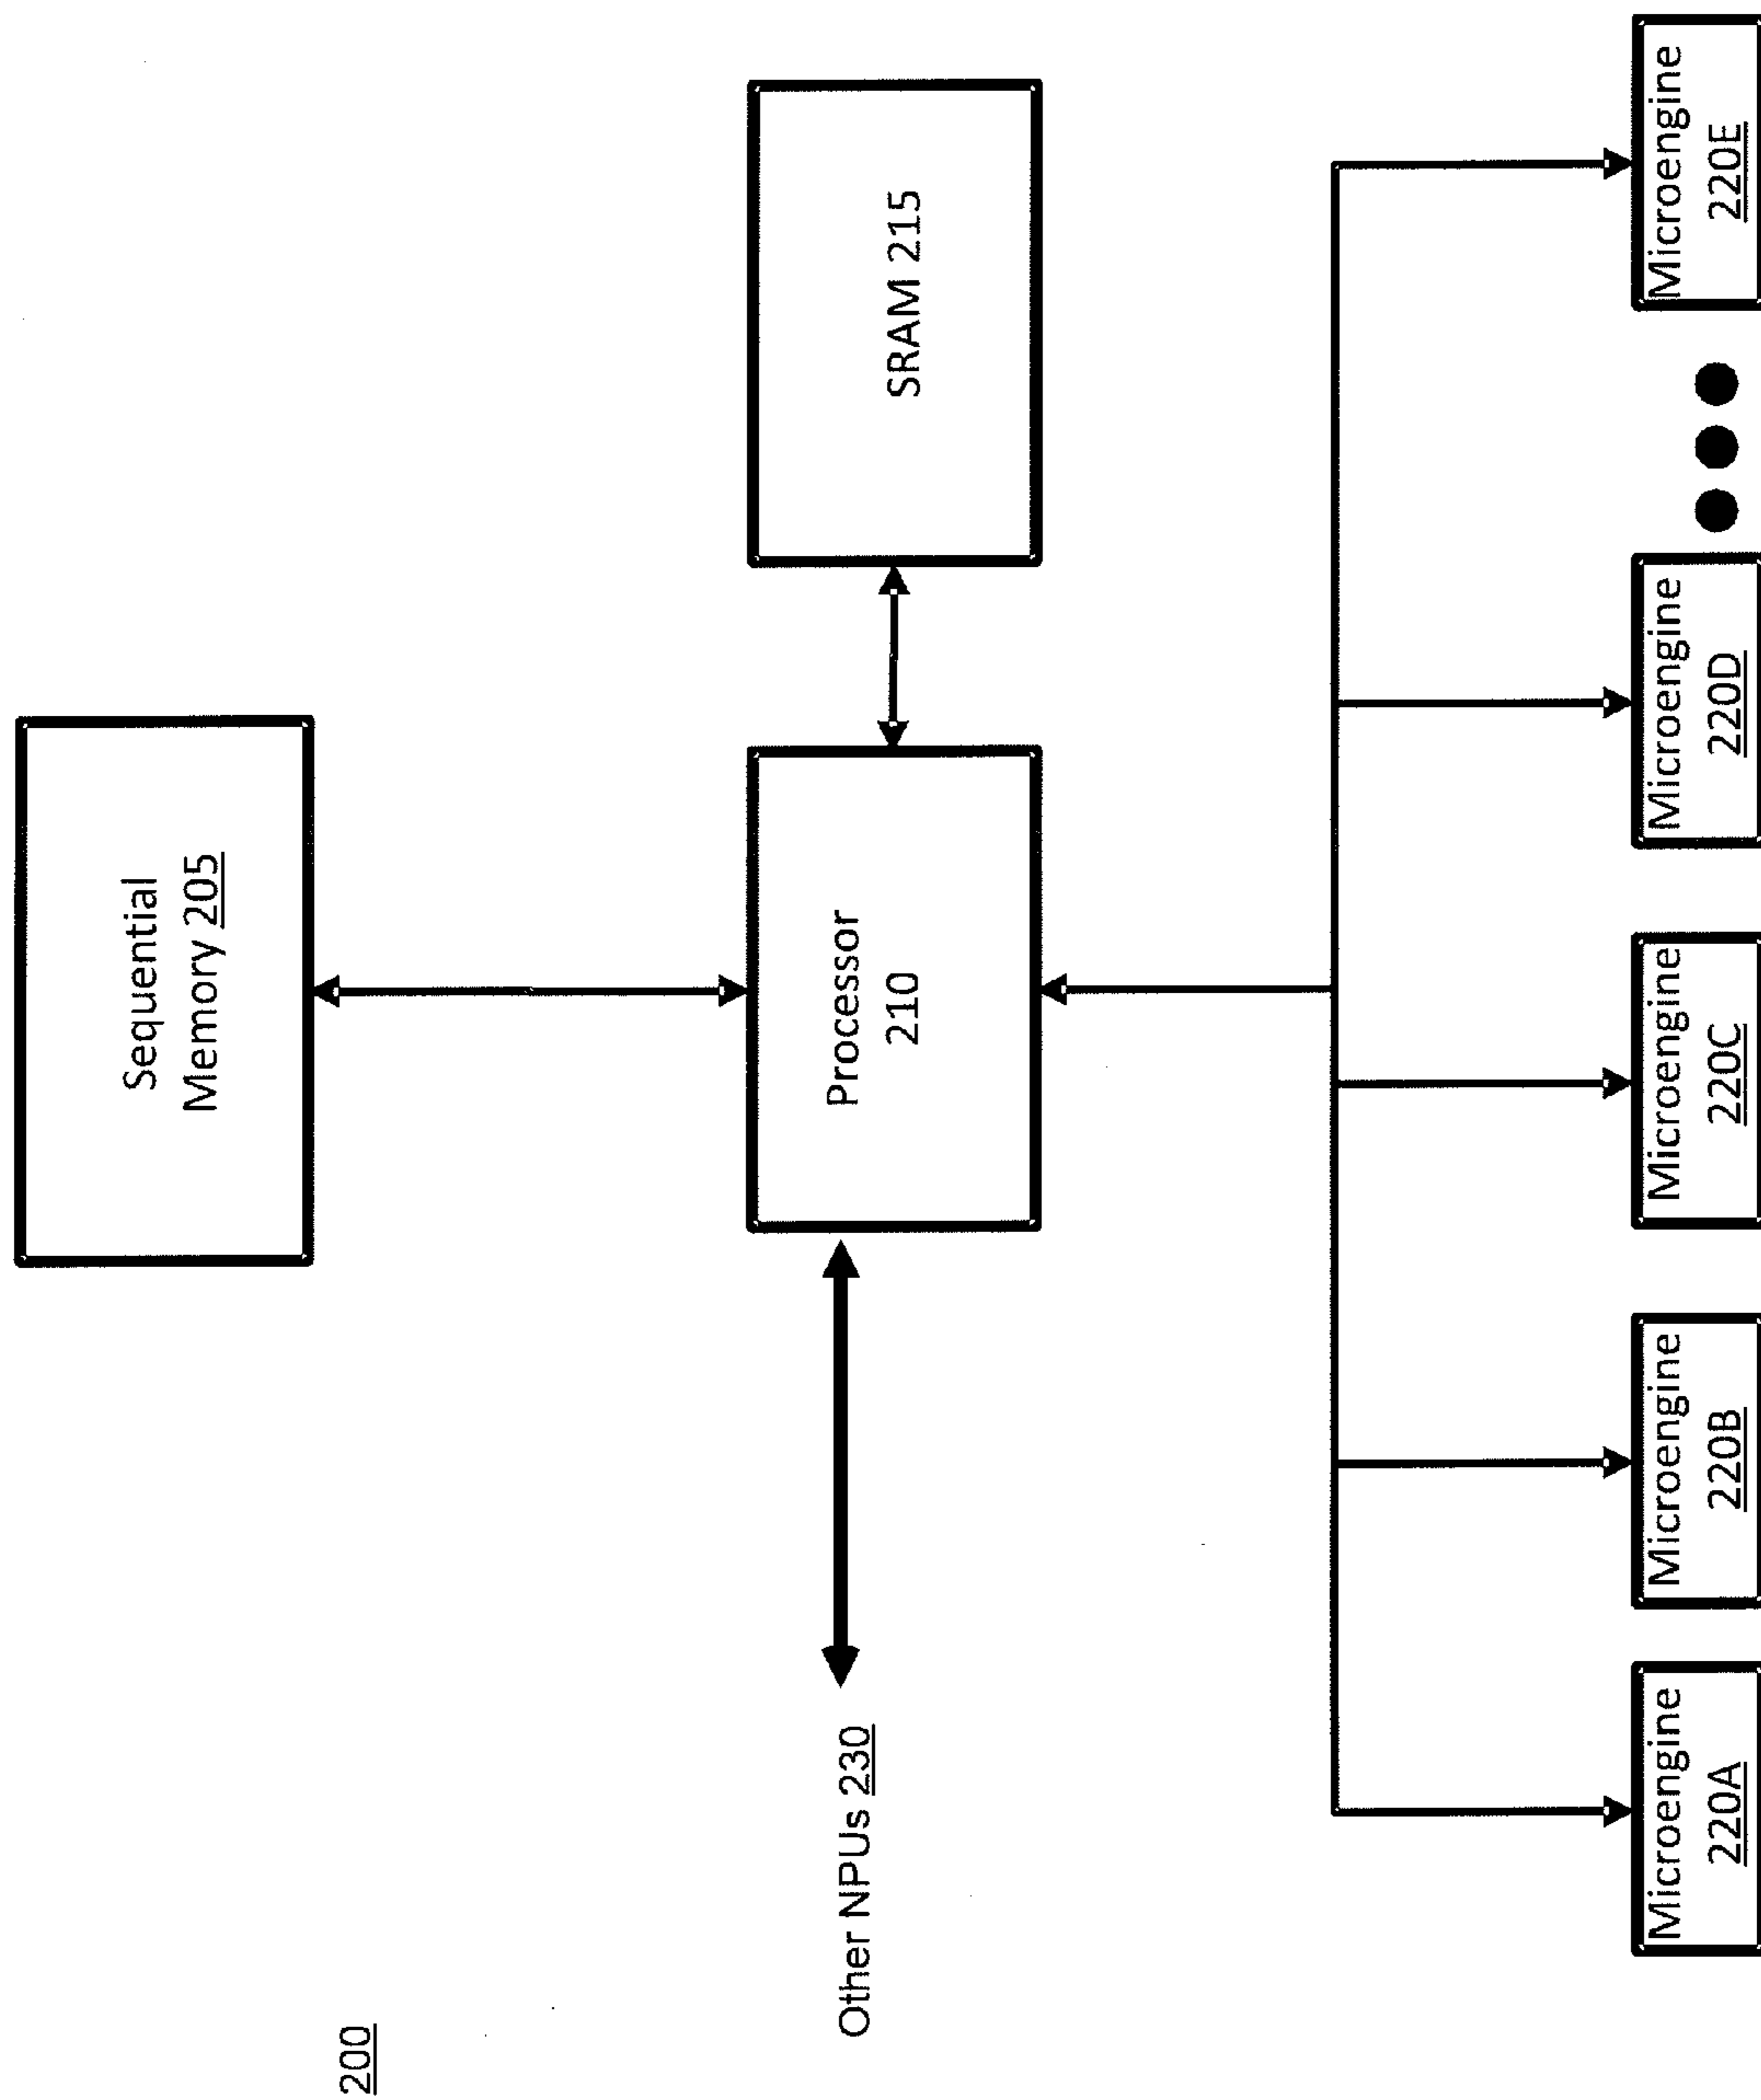 200
Sequential
Memory 205
Other NPUs 230
Processor
210
SRAM 215
Microengine
220A
Microengine
220B
Microengine
220C
Microengine
220D
Microengine
220E